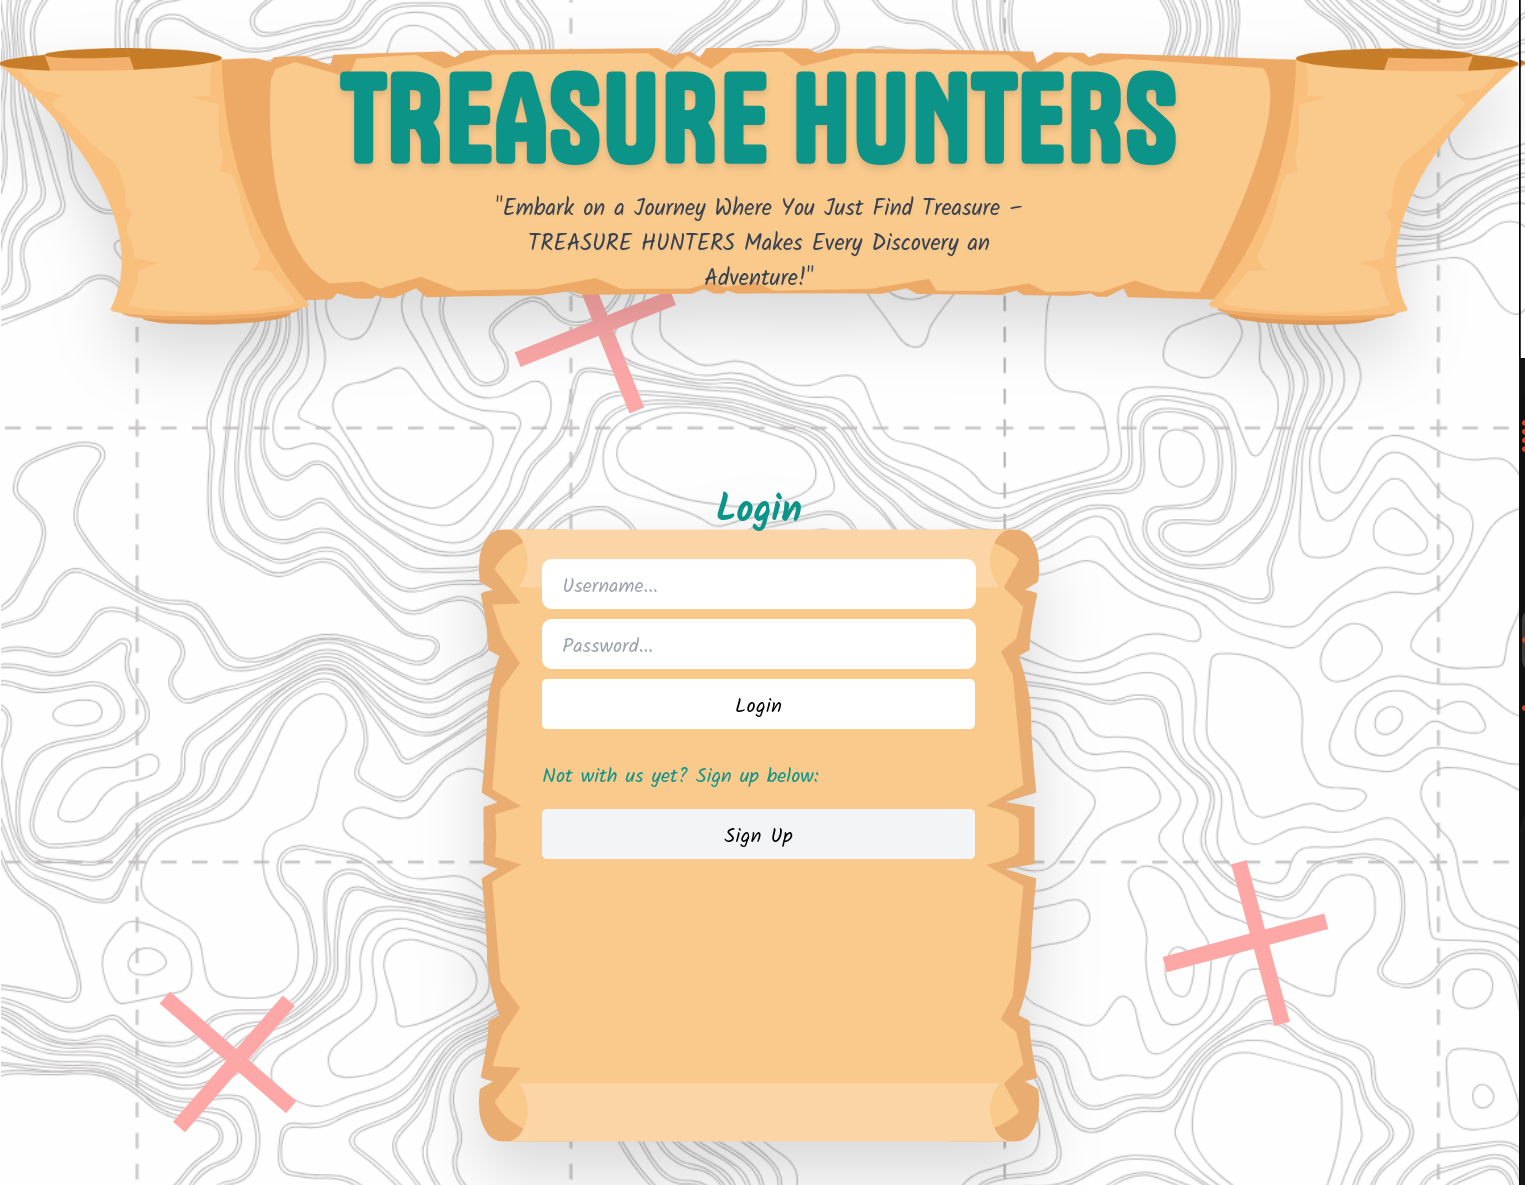 TREASURE HUNTERS
"Embark on a Journey Where You Just Find Treasure –
TREASURE HUNTERS Makes Every Discovery an
Adventure!"
Login
Username...
Password...
Login
Not with us yet? Sign up below:
Sign Up